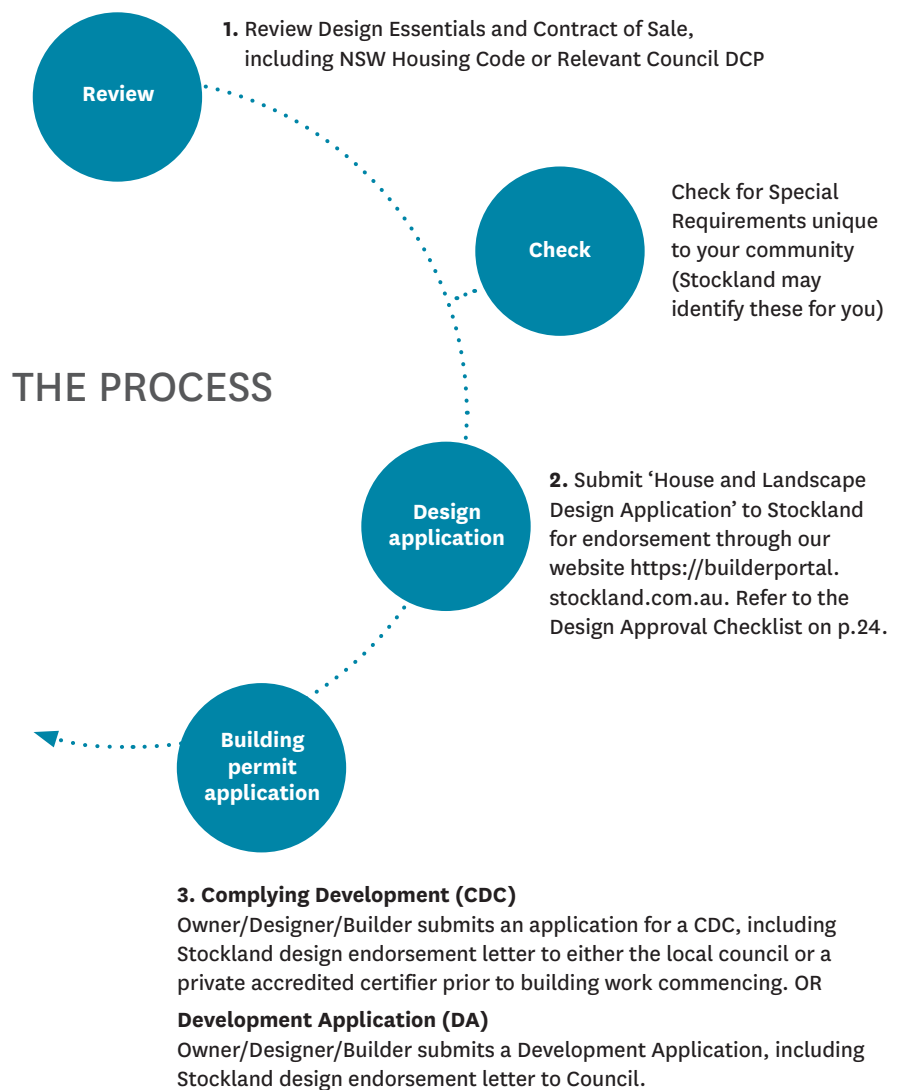 Review
1. Review Design Essentials and Contract of Sale,
including NSW Housing Code or Relevant Council DCP
Check
Check for Special
Requirements unique
to your community
(Stockland may
identify these for you)
THE PROCESS
Design
application
2. Submit ‘House and Landscape
Design Application’ to Stockland
for endorsement through our
website https://builderportal.
stockland.com.au. Refer to the
Design Approval Checklist on p.24.
Building
permit
application
3. Complying Development (CDC)
Owner/Designer/Builder submits an application for a CDC, including
Stockland design endorsement letter to either the local council or a
private accredited certifier prior to building work commencing. OR
Development Application (DA)
Owner/Designer/Builder submits a Development Application, including
Stockland design endorsement letter to Council.